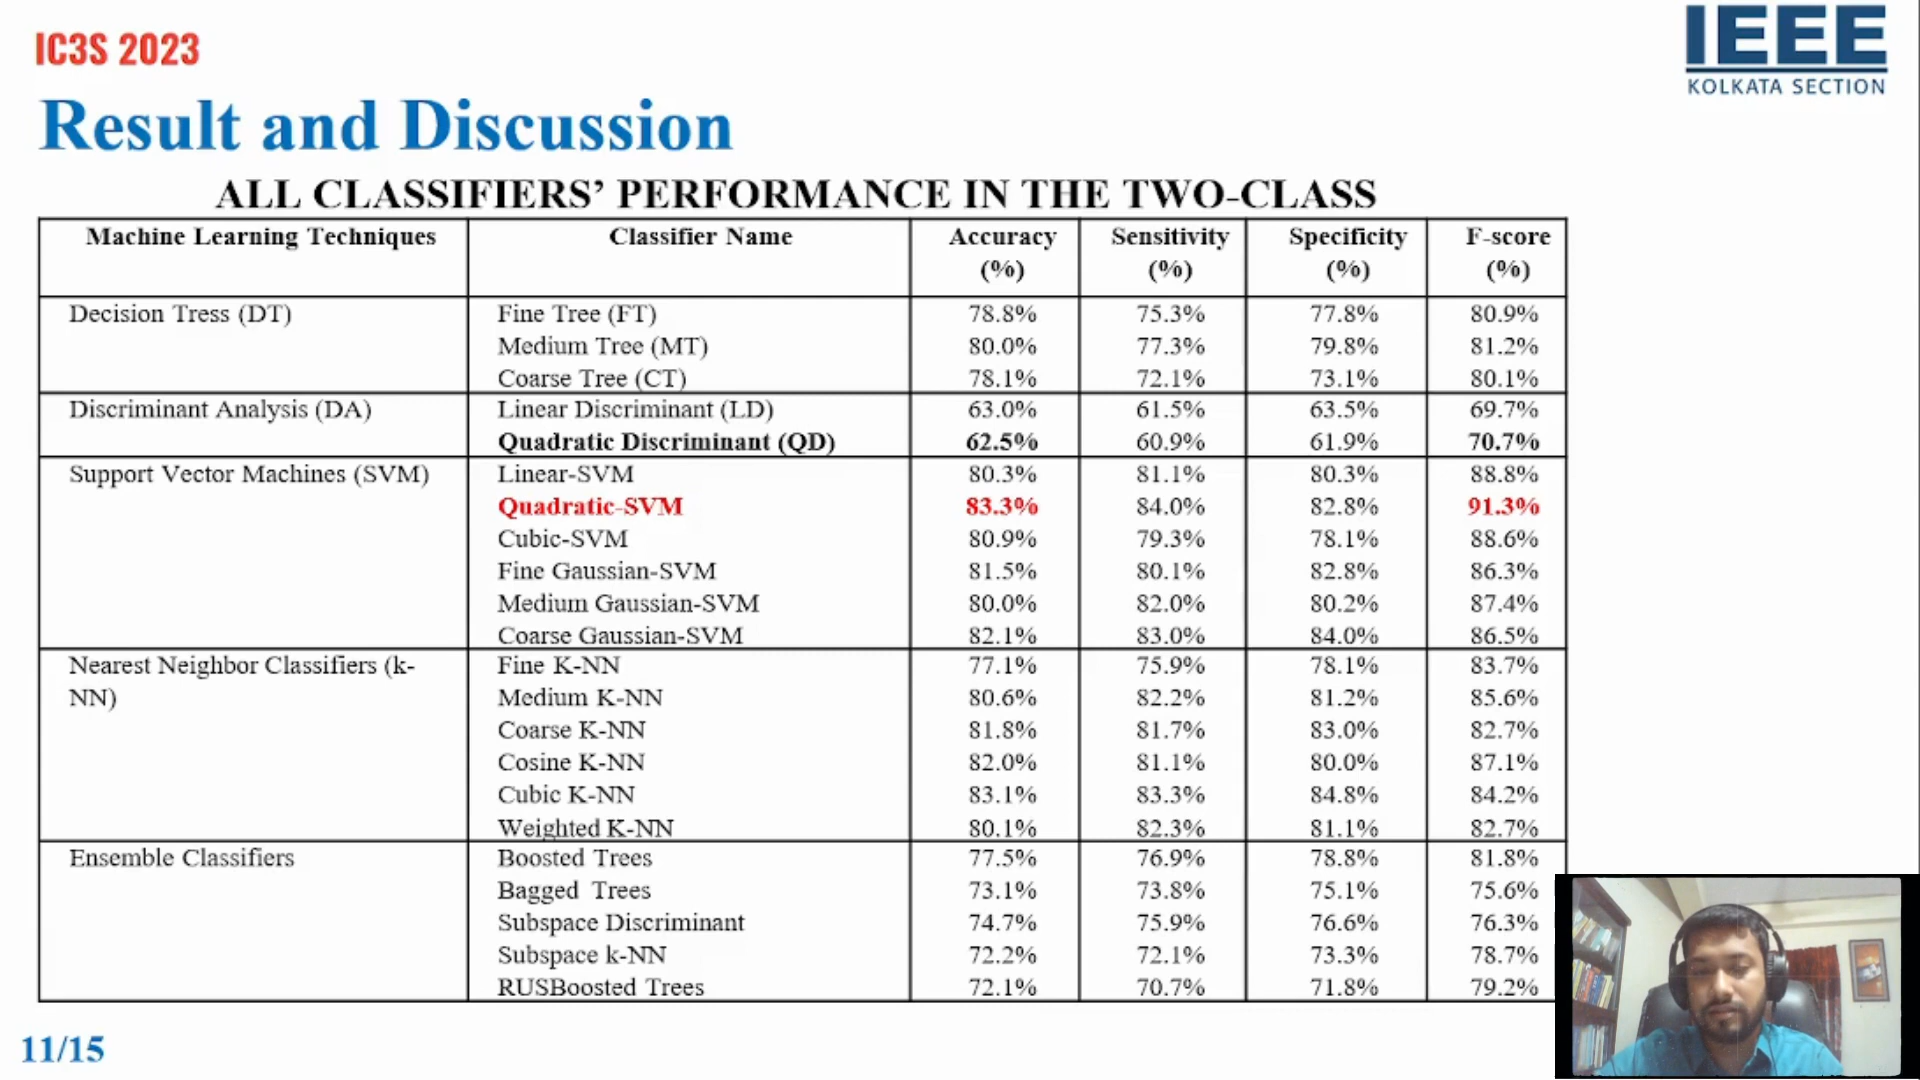 IC3S 2023
IEEE
KOLKATA SECTION
Result and Discussion
ALL CLASSIFIERS’ PERFORMANCE IN THE TWO-CLASS
Machine Learning Techniques Classifier Name Accuracy (%) Sensitivity (%) Specificity (%) F-score (%)
Decision Tress (DT) Fine Tree (FT) 78.8% 75.3% 77.8% 80.9%
Medium Tree (MT) 80.0% 77.3% 79.8% 81.2%
Coarse Tree (CT) 78.1% 72.1% 73.1% 80.1%
Discriminant Analysis (DA) Linear Discriminant (LD) 63.0% 61.5% 63.5% 69.7%
Quadratic Discriminant (QD) 62.5% 60.9% 61.9% 70.7%
Support Vector Machines (SVM) Linear-SVM 80.3% 81.1% 80.3% 88.8%
Quadratic-SVM 83.3% 84.0% 82.8% 91.3%
Cubic-SVM 80.9% 79.3% 78.1% 88.6%
Fine Gaussian-SVM 81.5% 80.1% 82.8% 86.3%
Medium Gaussian-SVM 80.0% 82.0% 80.2% 87.4%
Coarse Gaussian-SVM 82.1% 83.0% 84.0% 86.5%
Nearest Neighbor Classifiers (k- Fine K-NN 77.1% 75.9% 78.1% 83.7%
NN) Medium K-NN 80.6% 82.2% 81.2% 85.6%
Coarse K-NN 81.8% 81.7% 83.0% 82.7%
Cosine K-NN 82.0% 81.1% 80.0% 87.1%
Cubic K-NN 83.1% 83.3% 84.8% 84.2%
Weighted K-NN 80.1% 82.3% 81.1% 82.7%
Ensemble Classifiers Boosted Trees 77.5% 76.9% 78.8% 81.8%
Bagged Trees 73.1% 73.8% 75.1% 75.6%
Subspace Discriminant 74.7% 75.9% 76.6% 76.3%
Subspace k-NN 72.2% 72.1% 73.3% 78.7%
RUSBoosted Trees 72.1% 70.7% 71.8% 79.2%
11/15